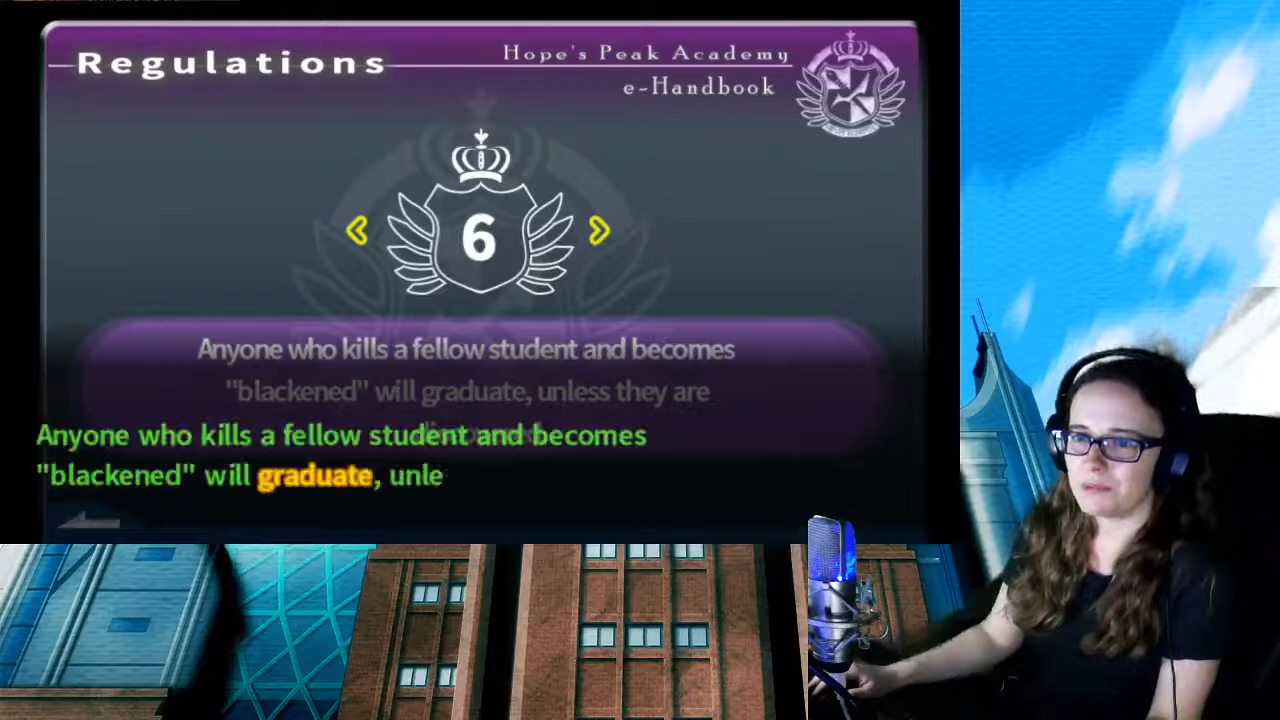 Regulations
Hope's Peak Academy
e-Handbook
6
Anyone who kills a fellow student and becomes
"blackened" will graduate, unless they are
Anyone who kills a fellow student and becomes
"blackened" will graduate, unle